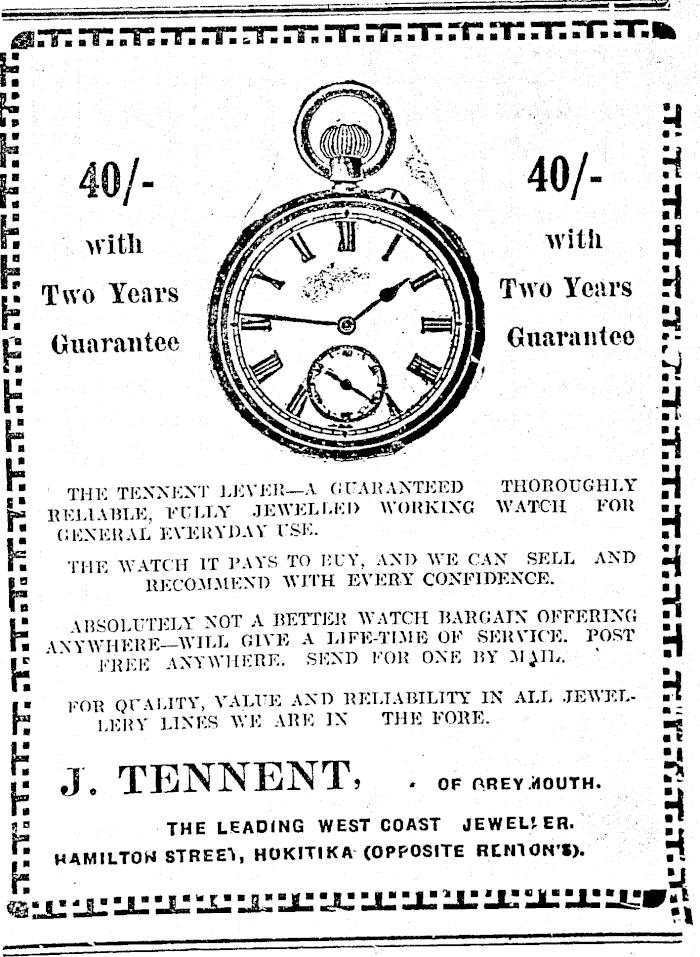 40/-
with
Two Years
Guarantee
40/-
with
Two Years
Guarantee
THE TENNENT LEVER—A GUARANTEED THOROUGHLY
RELIABLE, FULLY JEWELLED WORKING WATCH FOR
GENERAL EVERYDAY USE.
THE WATCH IT PAYS TO BUY, AND WE CAN SELL AND
RECOMMEND WITH EVERY CONFIDENCE.
ABSOLUTELY NOT A BETTER WATCH BARGAIN OFFERING
ANYWHERE—WILL GIVE A LIFE-TIME OF SERVICE. POST
FREE ANYWHERE. SEND FOR ONE BY MAIL.
FOR QUALITY, VALUE AND RELIABILITY IN ALL JEWEL-
LERY LINES WE ARE IN THE FORE.
J. TENNENT, OF GREYMOUTH.
THE LEADING WEST COAST JEWELLER.
HAMILTON STREET, HOKITIKA (OPPOSITE RENTON'S).